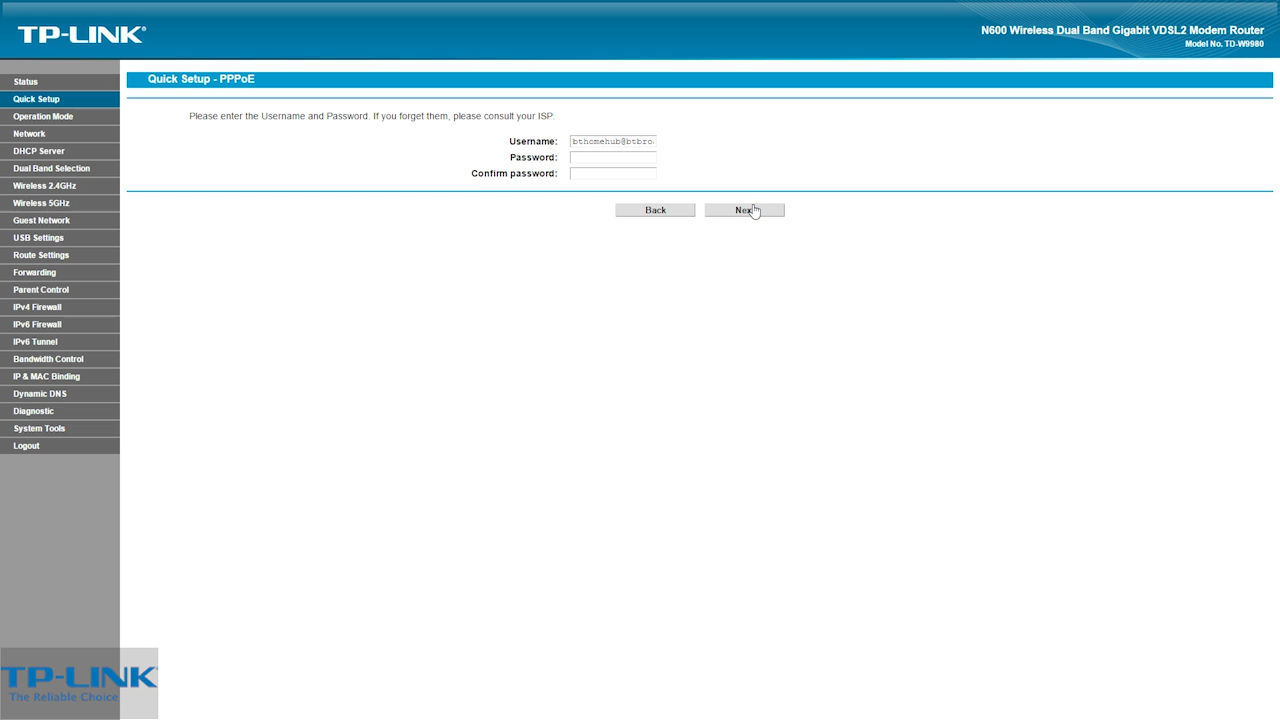 TP-LINK®
N600 Wireless Dual Band Gigabit VDSL2 Modem Router
Model No. TD-W9980
Status
Quick Setup
Operation Mode
Network
DHCP Server
Dual Band Selection
Wireless 2.4GHz
Wireless 5GHz
Guest Network
USB Settings
Route Settings
Forwarding
Parent Control
IPv4 Firewall
IPv6 Firewall
IPv6 Tunnel
Bandwidth Control
IP & MAC Binding
Dynamic DNS
Diagnostic
System Tools
Logout
Quick Setup - PPPoE
Please enter the Username and Password. If you forget them, please consult your ISP.
Username: bthomehub@btbro
Password:
Confirm password:
Back Next
TP-LINK
The Reliable Choice